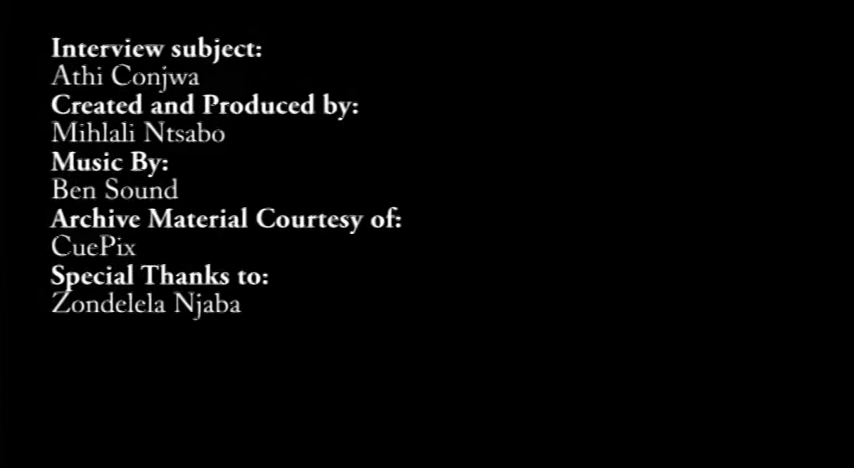 Interview subject:
Athi Conjwa
Created and Produced by:
Mihlali Ntsabo
Music By:
Ben Sound
Archive Material Courtesy of:
CuePix
Special Thanks to:
Zondelela Njaba